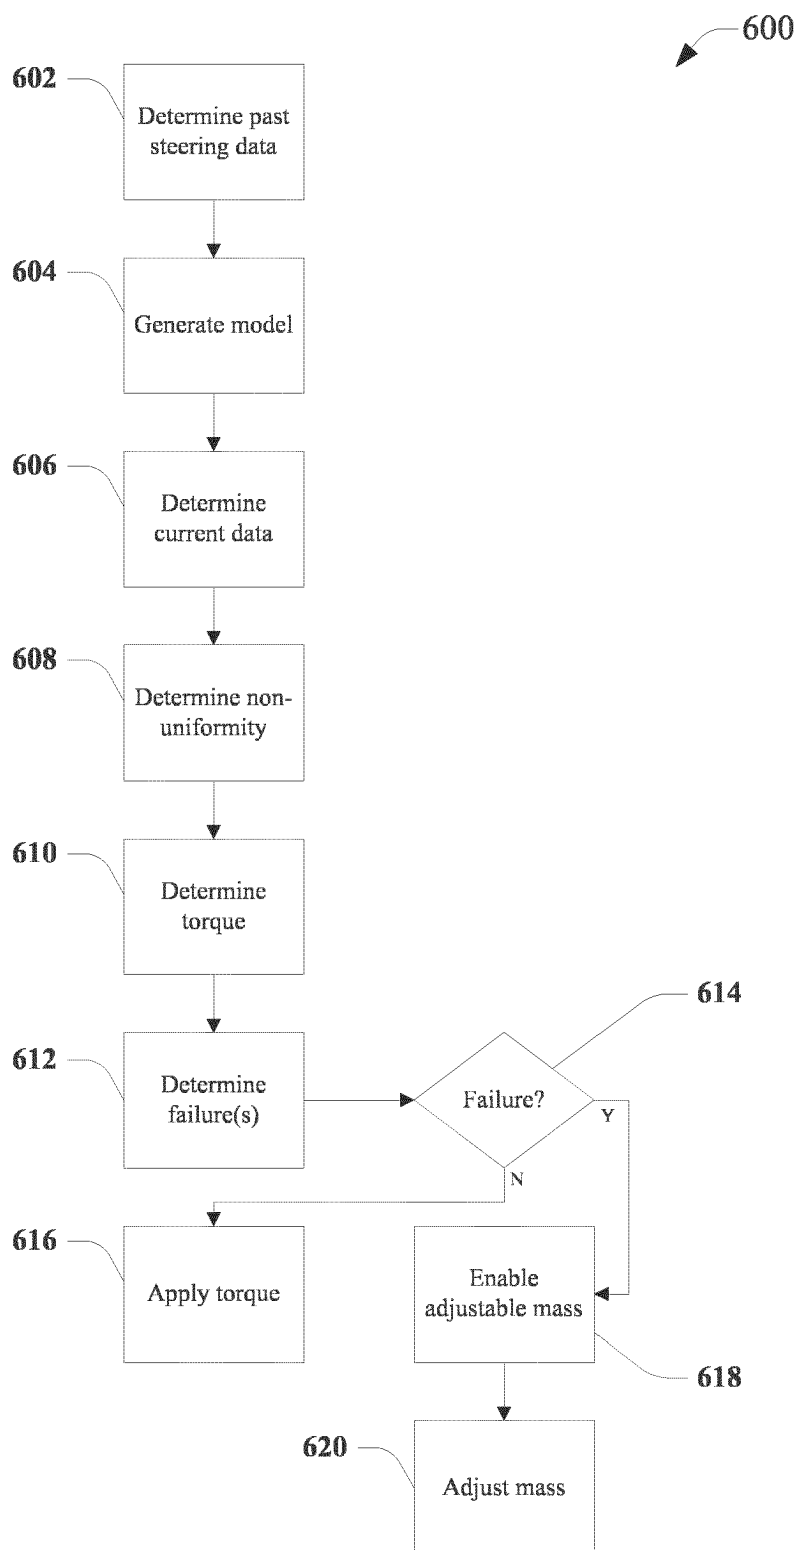 600
602
Determine past
steering data
604
Generate model
606
Determine
current data
608
Determine non-
uniformity
610
Determine
torque
614
612
Determine
failure(s)
Failure?
Y
N
616
Apply torque
Enable
adjustable mass
618
620
Adjust mass